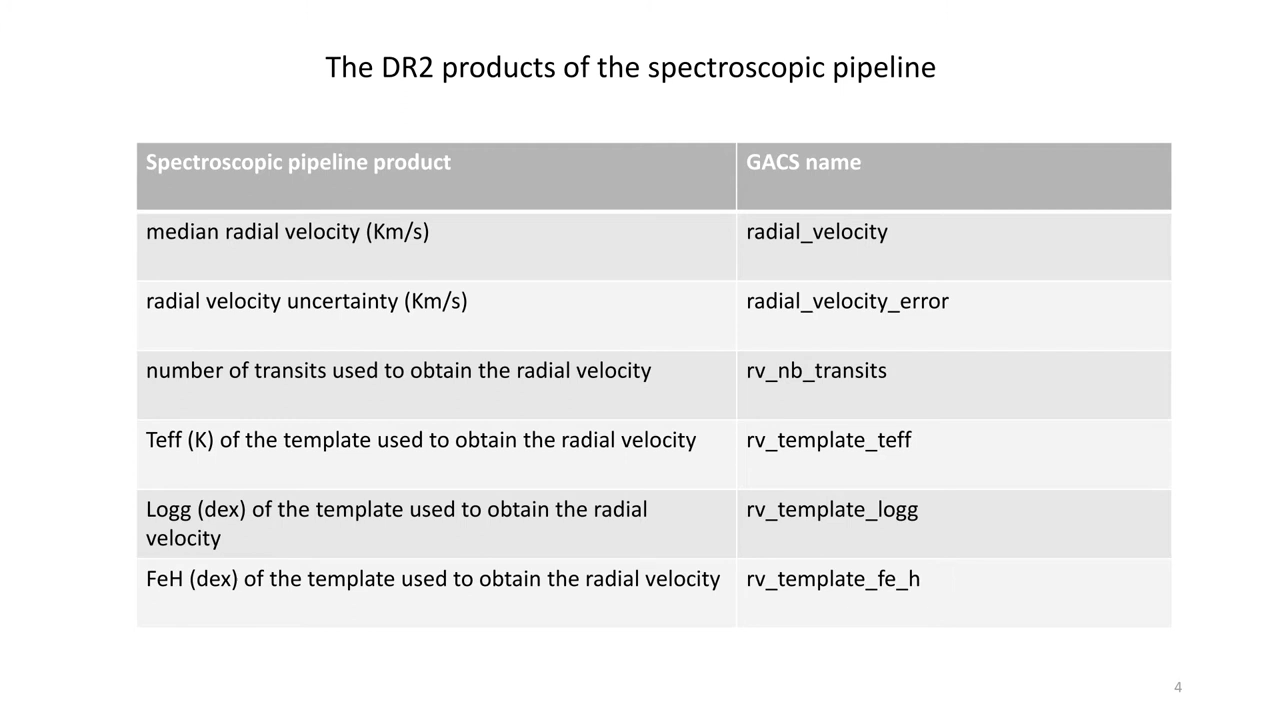 The DR2 products of the spectroscopic pipeline
Spectroscopic pipeline product
GACS name
median radial velocity (Km/s)
radial_velocity
radial velocity uncertainty (Km/s)
radial_velocity_error
number of transits used to obtain the radial velocity
rv_nb_transits
Teff (K) of the template used to obtain the radial velocity
rv_template_teff
Logg (dex) of the template used to obtain the radial
velocity
rv_template_logg
FeH (dex) of the template used to obtain the radial velocity
rv_template_fe_h
4